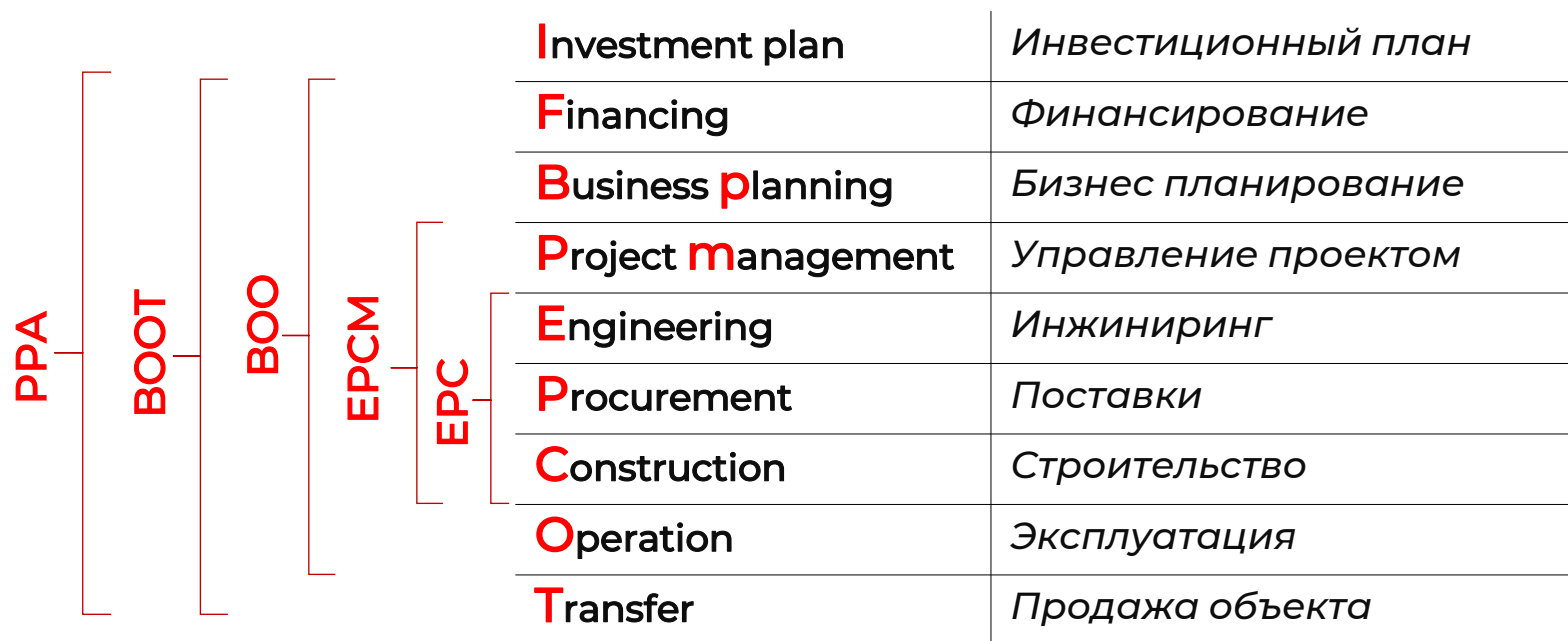 Investment plan
Инвестиционный план
Financing
Финансирование
Business planning
Бизнес планирование
Project management
Управление проектом
Engineering
Инжиниринг
Procurement
Поставки
Construction
Строительство
Operation
Эксплуатация
Transfer
Продажа объекта
PPA
BOOT
BOO
EPCM
EPC